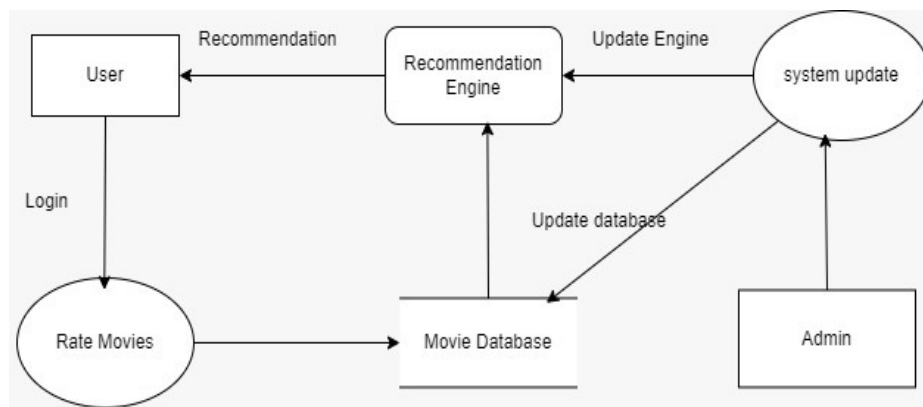 Recommendation
Update Engine
User
Recommendation
Engine
system update
Login
Update database
Rate Movies
Movie Database
Admin